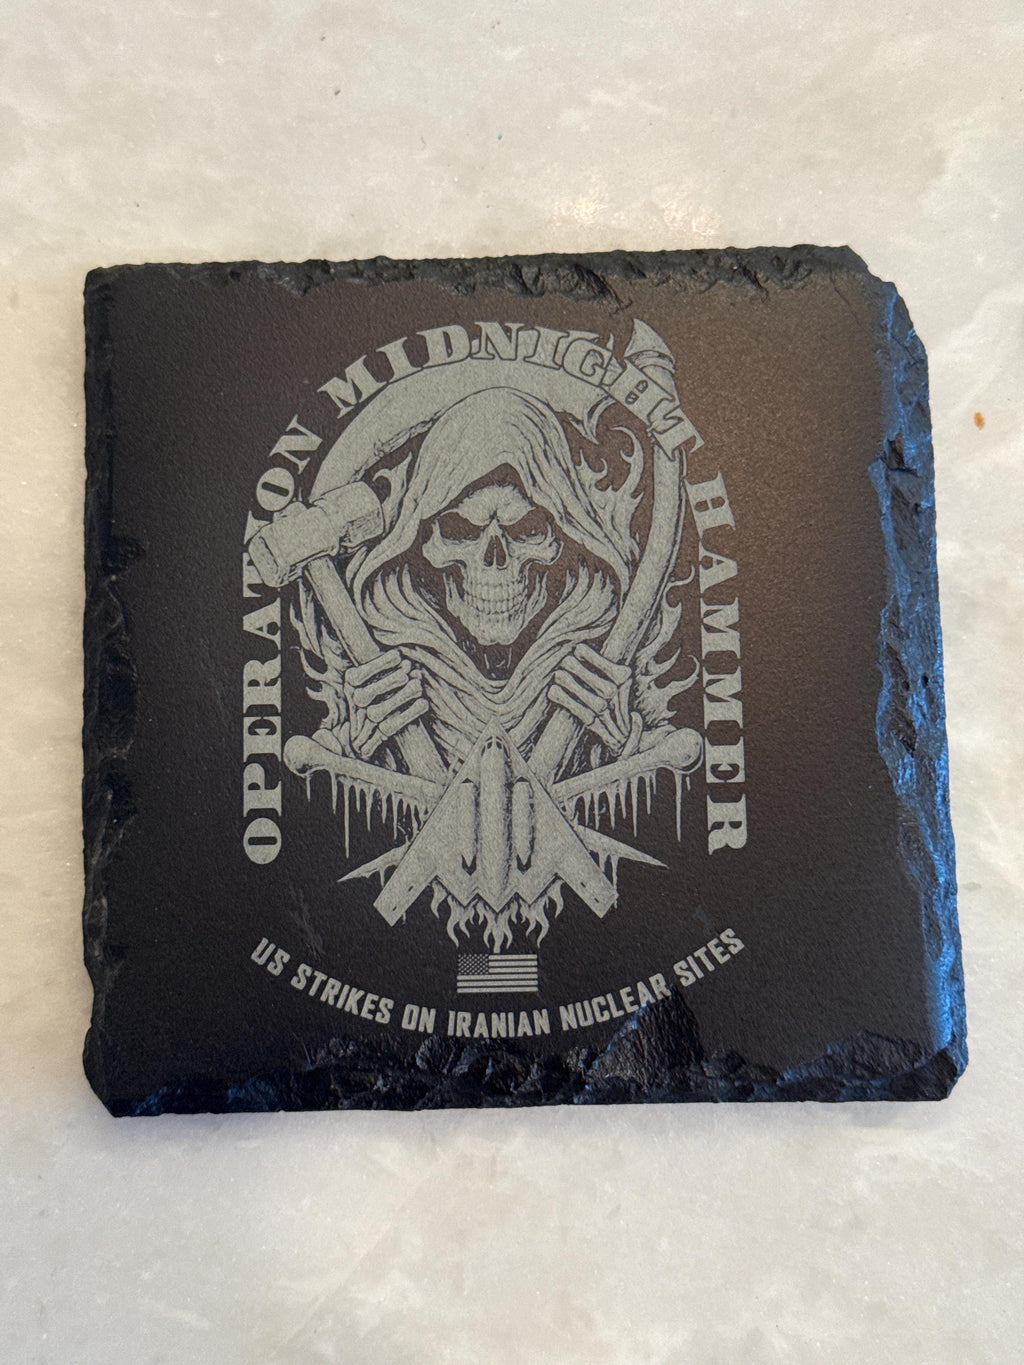 OPERATION MIDNIGHT HAMMER
US STRIKES ON IRANIAN NUCLEAR SITES